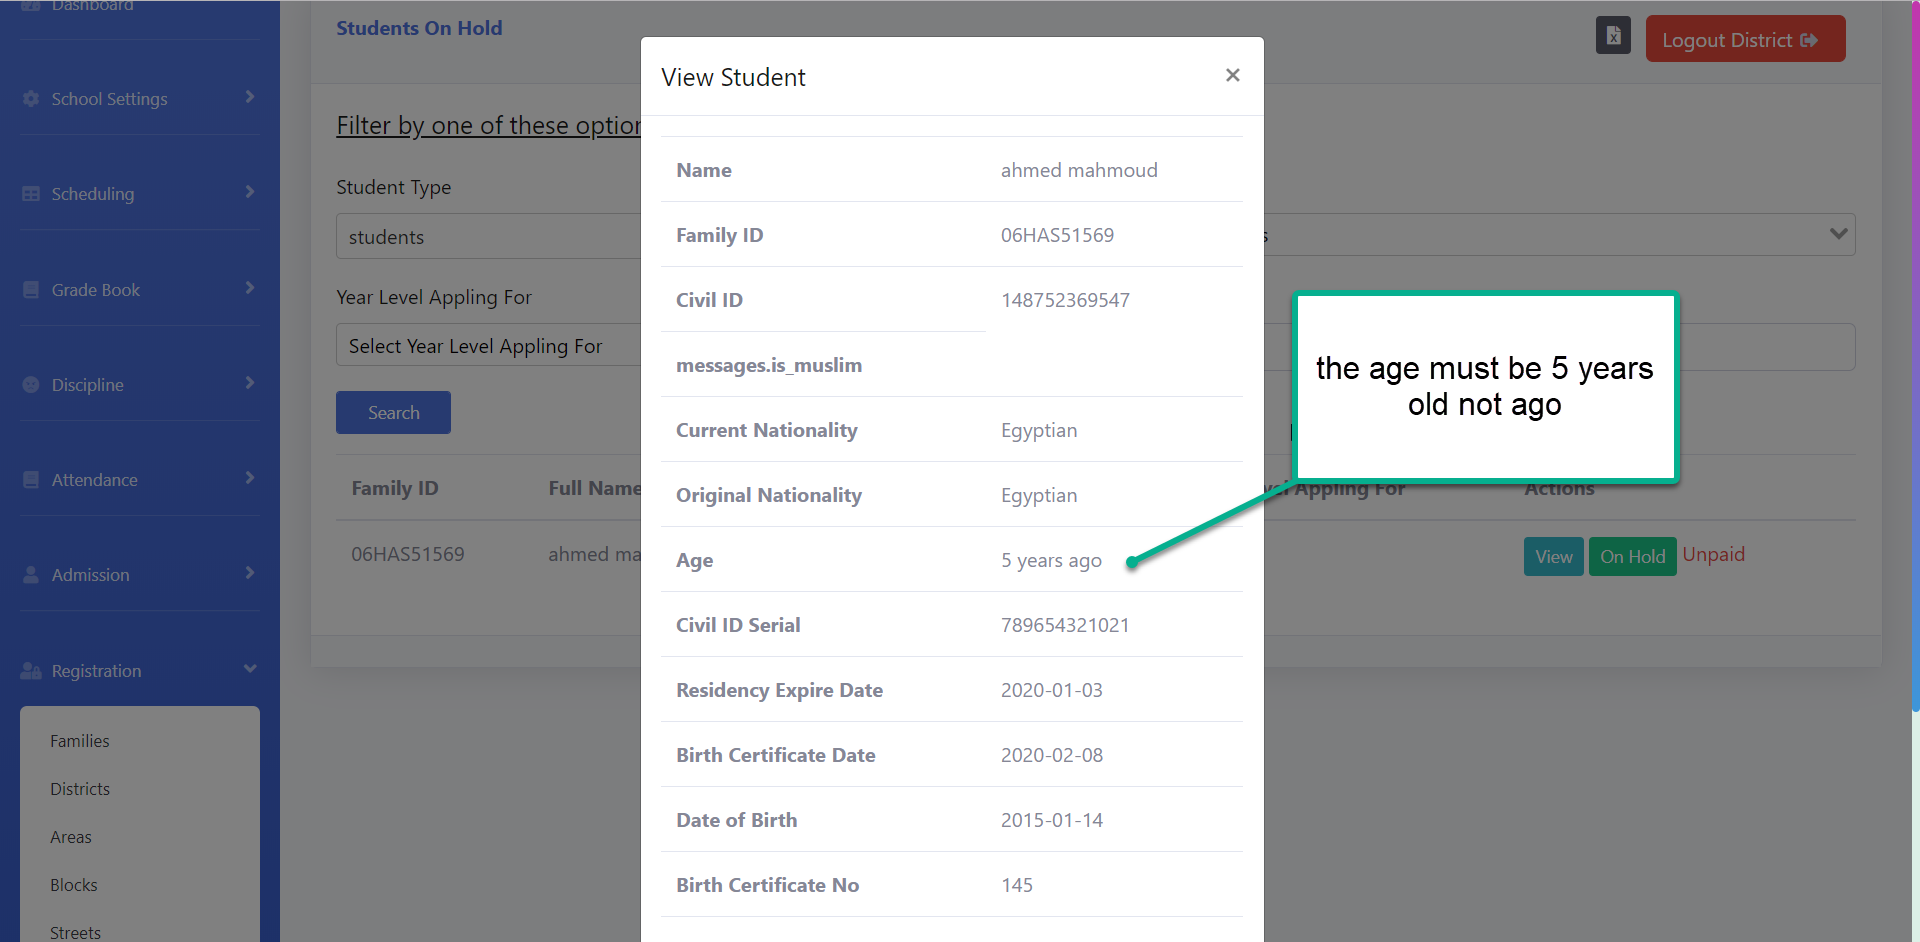 Dashboard
School Settings
Scheduling
Grade Book
Discipline
Attendance
Admission
Registration
Families
Districts
Areas
Blocks
Streets
Students On Hold
Logout District
Filter by one of these
Student Type
students
Year Level Appling For
Select Year Level Appling For
Search
Family ID Full Name Appling For Actions
06HAS51569 ahmed View On Hold Unpaid
View Student ×
Name ahmed mahmoud
Family ID 06HAS51569
Civil ID 148752369547
messages.is_muslim
Current Nationality Egyptian
Original Nationality Egyptian
Age 5 years ago
Civil ID Serial 789654321021
Residency Expire Date 2020-01-03
Birth Certificate Date 2020-02-08
Date of Birth 2015-01-14
Birth Certificate No 145
the age must be 5 years
old not ago